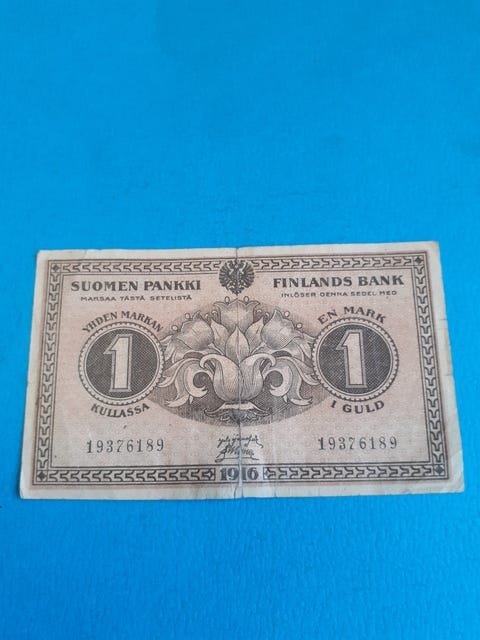 SUOMEN PANKKI
MAKSAA TÄSTÄ SETELISTÄ
YHDEN MARKAN
1
KULLASSA
19376189
FINLANDS BANK
INLÖSER DENNA SEDEL MED
EN MARK
1
I GULD
19376189
1916